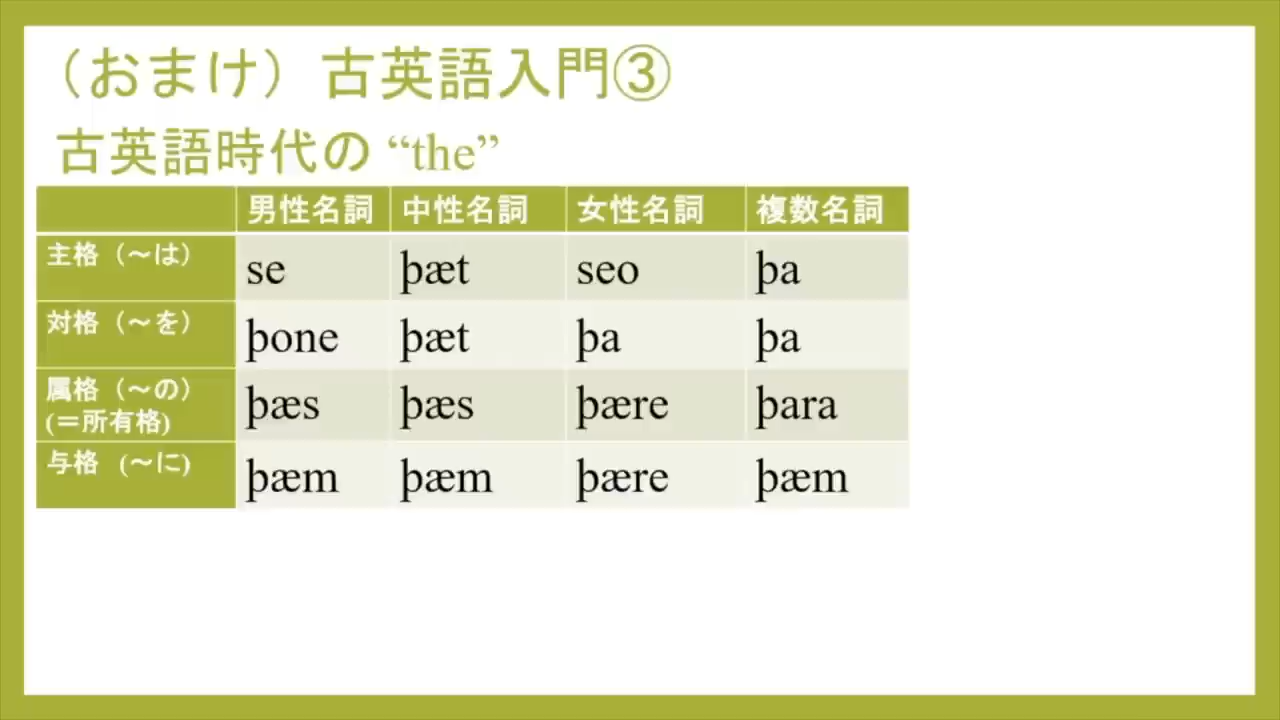 （おまけ）古英語入門③
古英語時代の “the”
男性名詞 中性名詞 女性名詞 複数名詞
主格（～は） se þæt seo þa
対格（～を） þone þæt þa þa
属格（～の） þæs þæs þære þara
(＝所有格)
与格 (～に) þæm þæm þære þæm